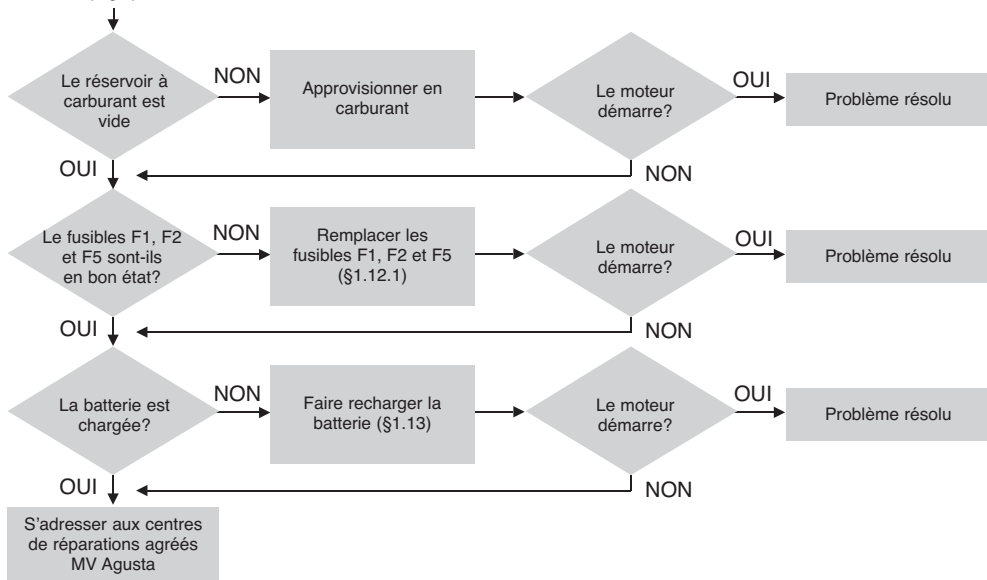 Le réservoir à
carburant est
vide
NON
Approvisionner en
carburant
Le moteur
démarre?
OUI
Problème résolu
OUI
NON
Le fusibles F1, F2
et F5 sont-ils
en bon état?
NON
Remplacer les
fusibles F1, F2 et F5
(§1.12.1)
Le moteur
démarre?
OUI
Problème résolu
OUI
NON
La batterie est
chargée?
NON
Faire recharger la
batterie (§1.13)
Le moteur
démarre?
OUI
Problème résolu
OUI
NON
S'adresser aux centres
de réparations agréés
MV Agusta